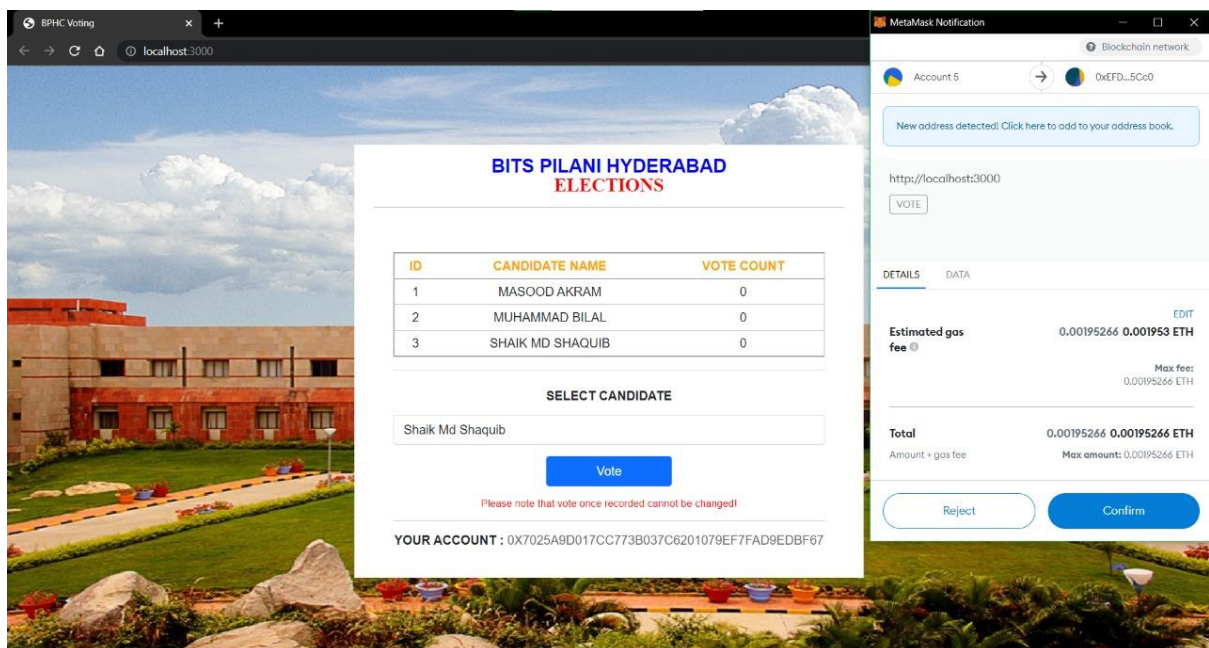 BPHC Voting
localhost:3000
BITS PILANI HYDERABAD
ELECTIONS
ID CANDIDATE NAME VOTE COUNT
1 MASOOD AKRAM 0
2 MUHAMMAD BILAL 0
3 SHAIK MD SHAQUIB 0
SELECT CANDIDATE
Shaik Md Shaquib
Vote
Please note that vote once recorded cannot be changed!
YOUR ACCOUNT : 0X7025A9D017CC773B037C6201079EF7FAD9EDBF67
MetaMask Notification
Blockchain network
Account 5 0xEFD...5Cc0
New address detected! Click here to add to your address book.
http://localhost:3000
VOTE
DETAILS DATA
EDIT
Estimated gas 0.00195266 0.001953 ETH
fee
Max fee:
0.00195266 ETH
Total 0.00195266 0.00195266 ETH
Amount + gas fee Max amount: 0.00195266 ETH
Reject Confirm